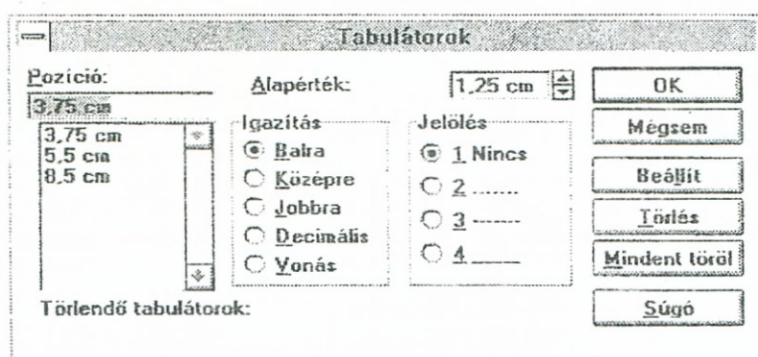 Tabulátorok
Pozíció:
3,75 cm
3,75 cm
5,5 cm
8,5 cm
Törlendő tabulátorok:
Alapérték:
1,25 cm
Igazítás
Balra
Középre
Jobbra
Decimális
Vonás
Jelölés
1 Nincs
2 ......
3 ------
4 ____
OK
Mégsem
Beállít
Törlés
Mindent töröl
Súgó